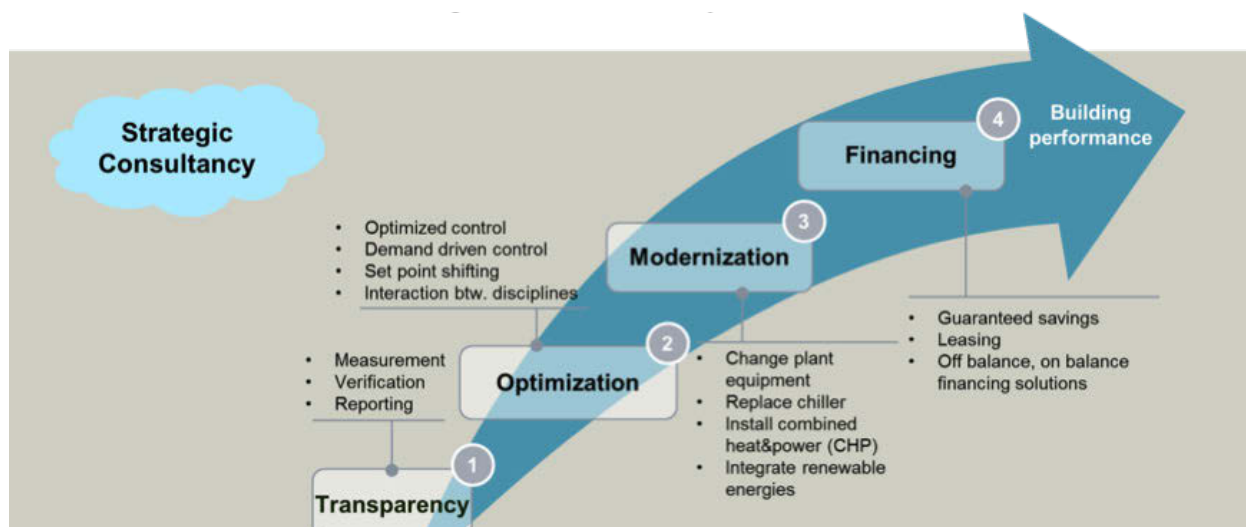 Strategic
Consultancy
Building
performance
4
Financing
• Guaranteed savings
• Leasing
• Off balance, on balance
financing solutions
3
Modernization
• Change plant
equipment
• Replace chiller
• Install combined
heat&power (CHP)
• Integrate renewable
energies
• Optimized control
• Demand driven control
• Set point shifting
• Interaction btw. disciplines
2
Optimization
• Measurement
• Verification
• Reporting
1
Transparency